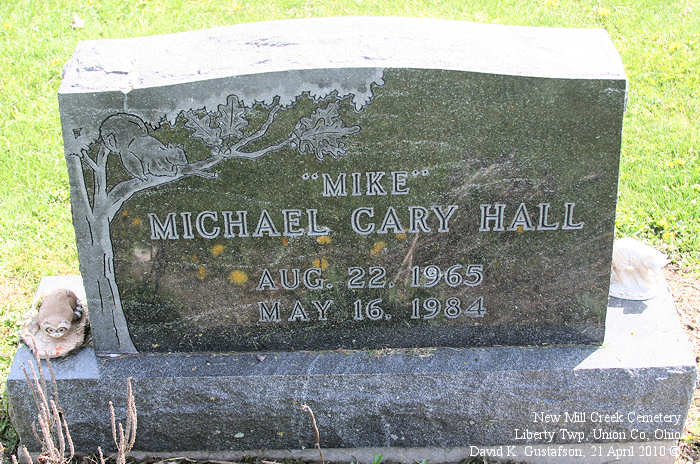 "MIKE"
MICHAEL CARY HALL
AUG. 22, 1965
MAY 16, 1984
New Mill Creek Cemetery
Liberty Twp, Union Co, Ohio
David K. Gustafson, 21 April 2010 ©